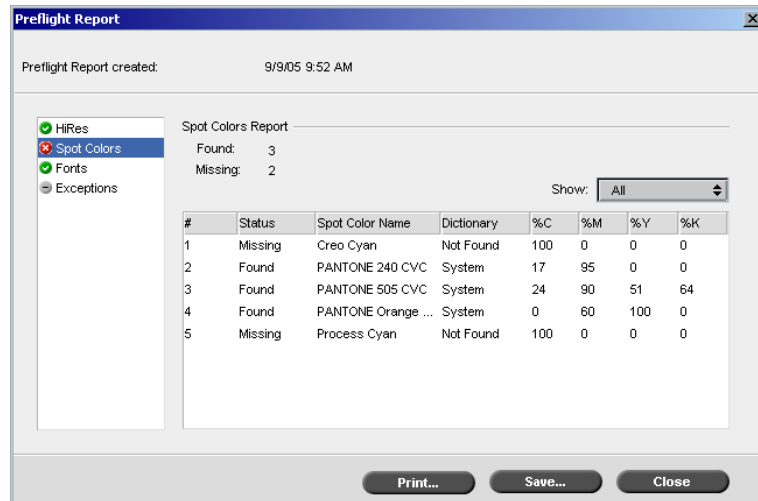 Preflight Report
Preflight Report created: 9/9/05 9:52 AM
HiRes
Spot Colors
Fonts
Exceptions
Spot Colors Report
Found: 3
Missing: 2
Show: All
# Status Spot Color Name Dictionary %C %M %Y %K
1 Missing Creo Cyan Not Found 100 0 0 0
2 Found PANTONE 240 CVC System 17 95 0 0
3 Found PANTONE 505 CVC System 24 90 51 64
4 Found PANTONE Orange ... System 0 60 100 0
5 Missing Process Cyan Not Found 100 0 0 0
Print... Save... Close